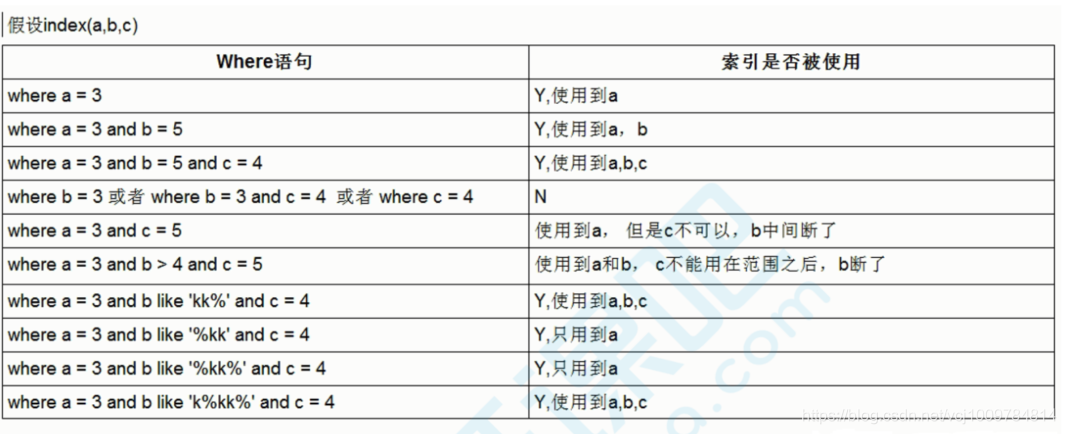 假设index(a,b,c)
Where语句 索引是否被使用
where a = 3 Y,使用到a
where a = 3 and b = 5 Y,使用到a，b
where a = 3 and b = 5 and c = 4 Y,使用到a,b,c
where b = 3 或者 where b = 3 and c = 4 或者 where c = 4 N
where a = 3 and c = 5 使用到a， 但是c不可以，b中间断了
where a = 3 and b > 4 and c = 5 使用到a和b， c不能用在范围之后，b断了
where a = 3 and b like 'kk%' and c = 4 Y,使用到a,b,c
where a = 3 and b like '%kk' and c = 4 Y,只用到a
where a = 3 and b like '%kk%' and c = 4 Y,只用到a
where a = 3 and b like 'k%kk%' and c = 4 Y,使用到a,b,c